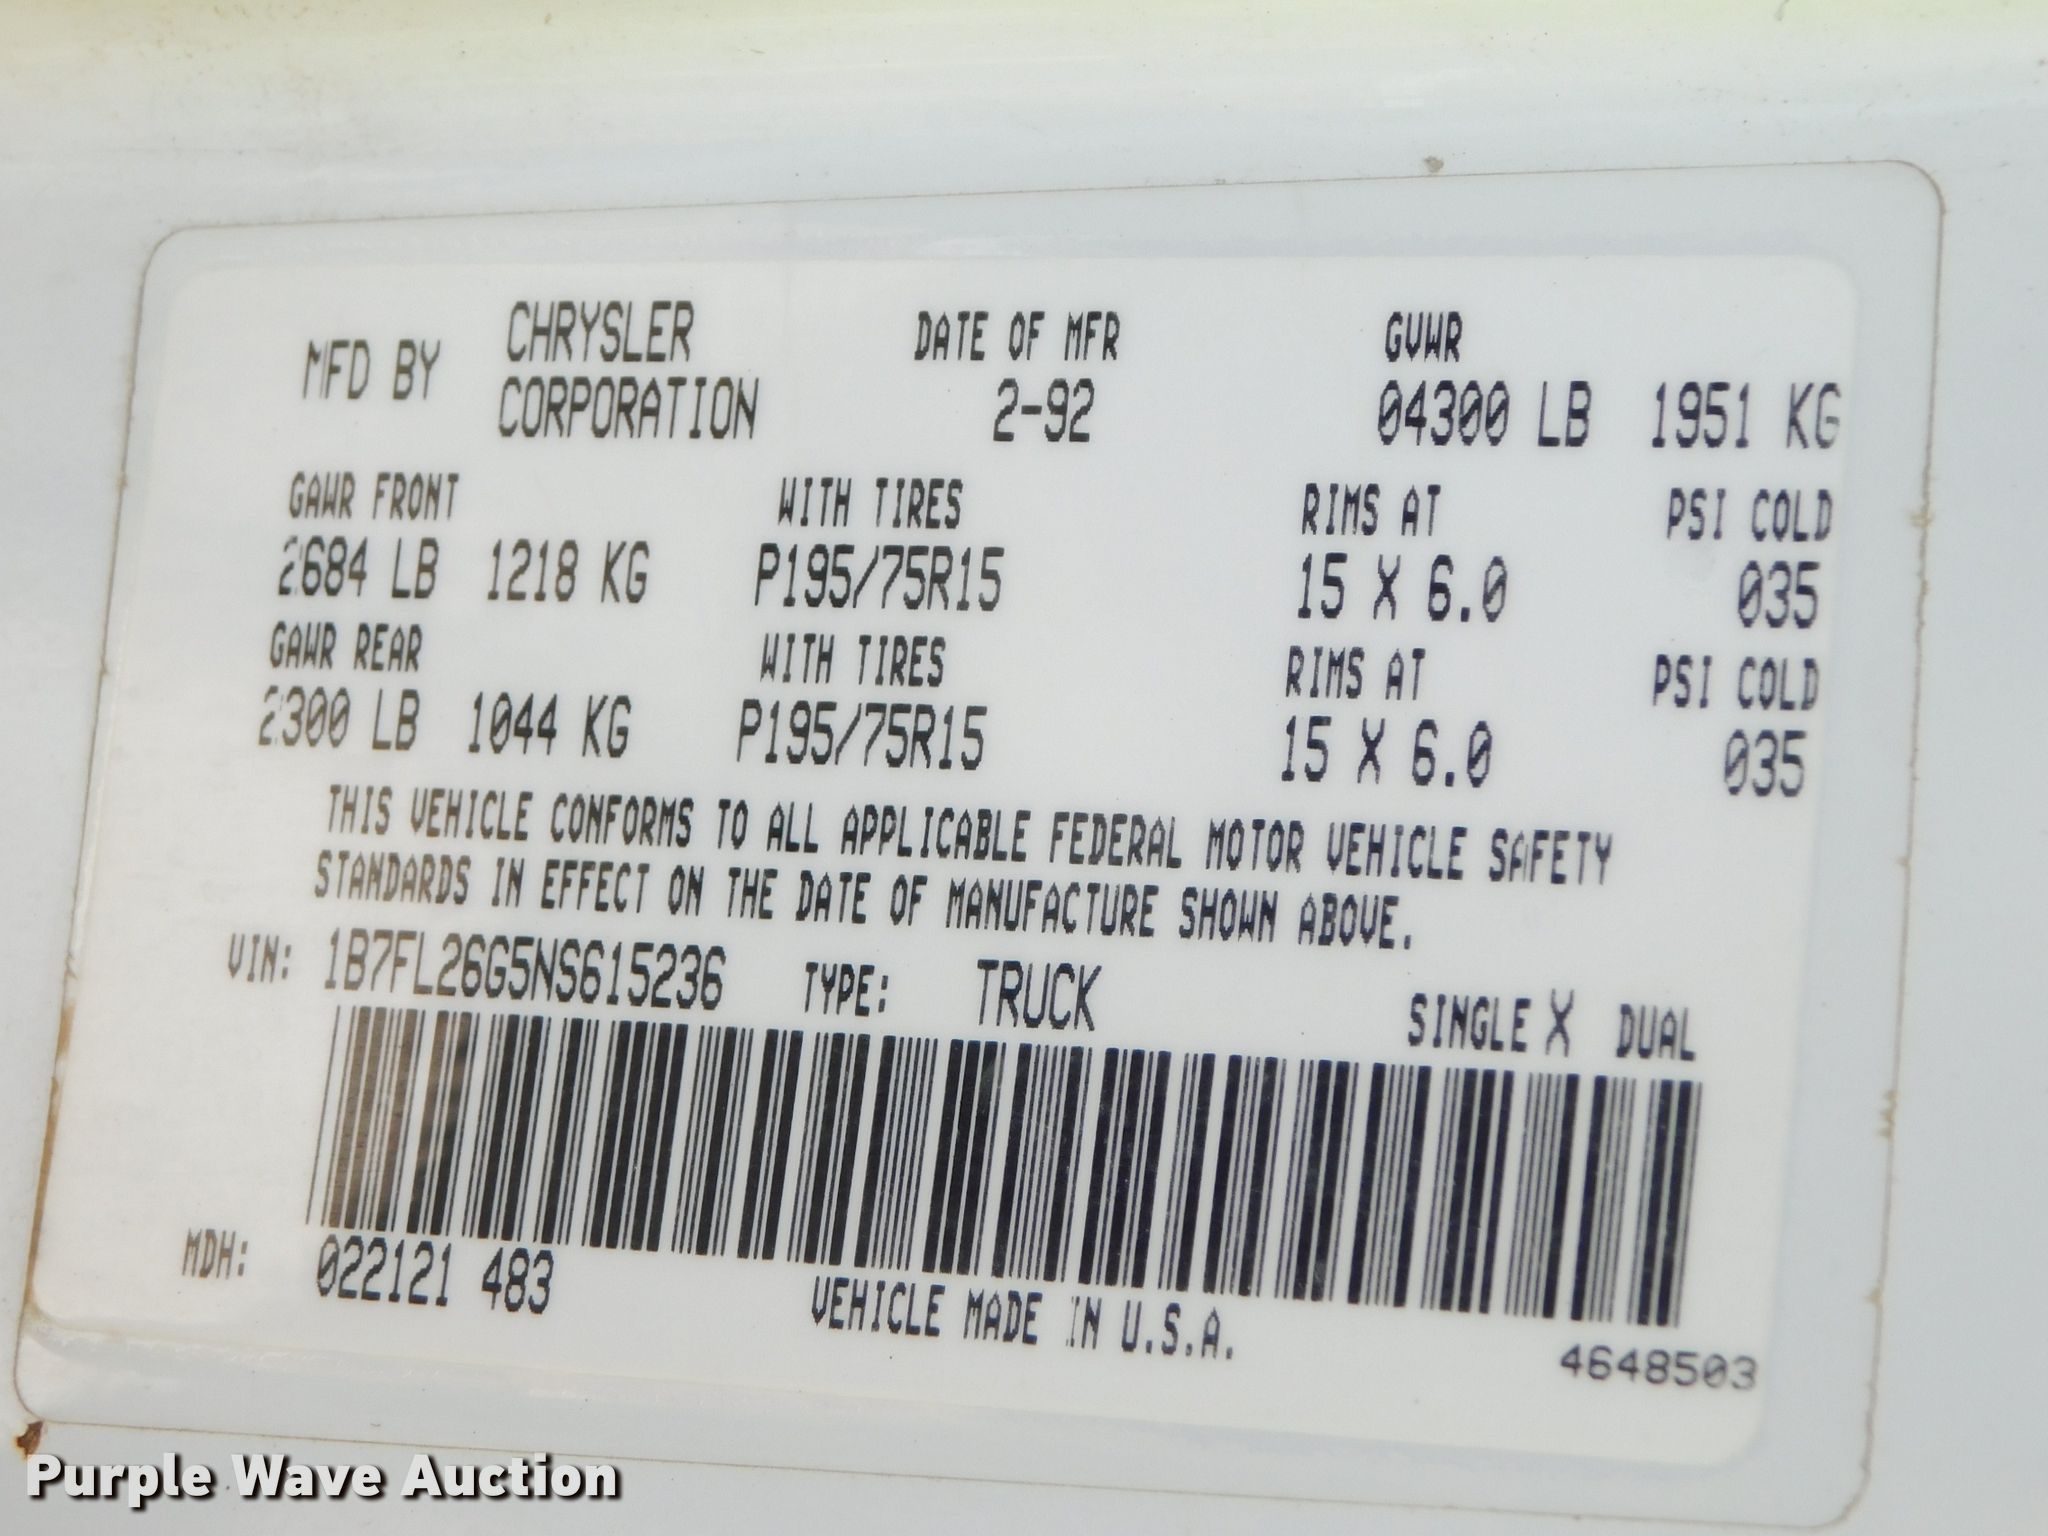 MFD BY CHRYSLER CORPORATION DATE OF MFR 2-92 GVWR 04300 LB 1951 KG
GAWR FRONT WITH TIRES RIMS AT PSI COLD
2684 LB 1218 KG P195/75R15 15 X 6.0 035
GAWR REAR WITH TIRES RIMS AT PSI COLD
2300 LB 1044 KG P195/75R15 15 X 6.0 035
THIS VEHICLE CONFORMS TO ALL APPLICABLE FEDERAL MOTOR VEHICLE SAFETY
STANDARDS IN EFFECT ON THE DATE OF MANUFACTURE SHOWN ABOVE.
VIN: 1B7FL26G5NS615236 TYPE: TRUCK SINGLE X DUAL
MDH: 022121 483 VEHICLE MADE IN U.S.A.
4648503
Purple Wave Auction